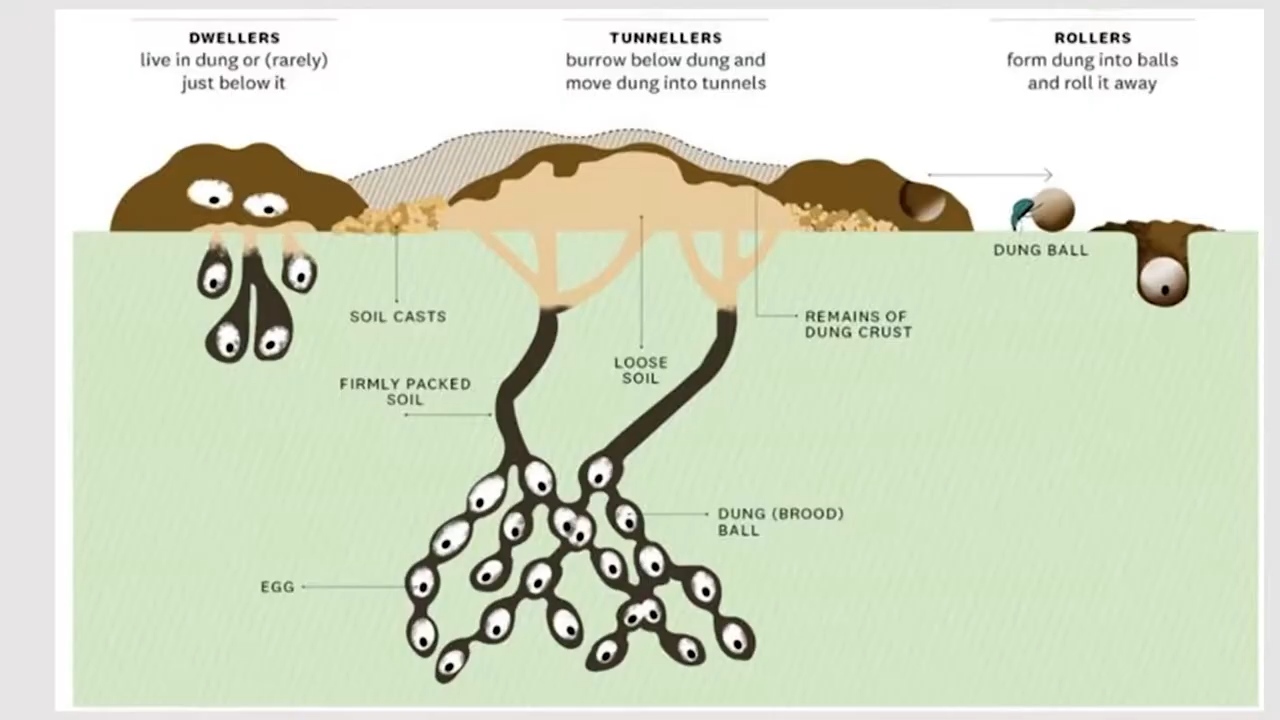 DWELLERS
live in dung or (rarely)
just below it
TUNNELLERS
burrow below dung and
move dung into tunnels
ROLLERS
form dung into balls
and roll it away
DUNG BALL
SOIL CASTS
REMAINS OF
DUNG CRUST
LOOSE
SOIL
FIRMLY PACKED
SOIL
DUNG (BROOD)
BALL
EGG